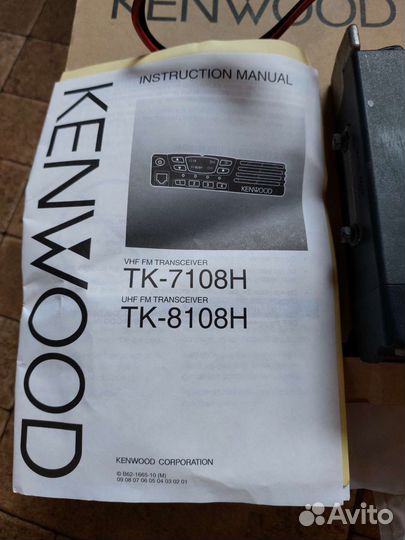 KENWOOD
INSTRUCTION MANUAL
KENWOOD
KENWOOD
VHF FM TRANSCEIVER
TK-7108H
UHF FM TRANSCEIVER
TK-8108H
KENWOOD CORPORATION
© B62-1665-10 (M)
09 08 07 06 05 04 03 02 01
Avito